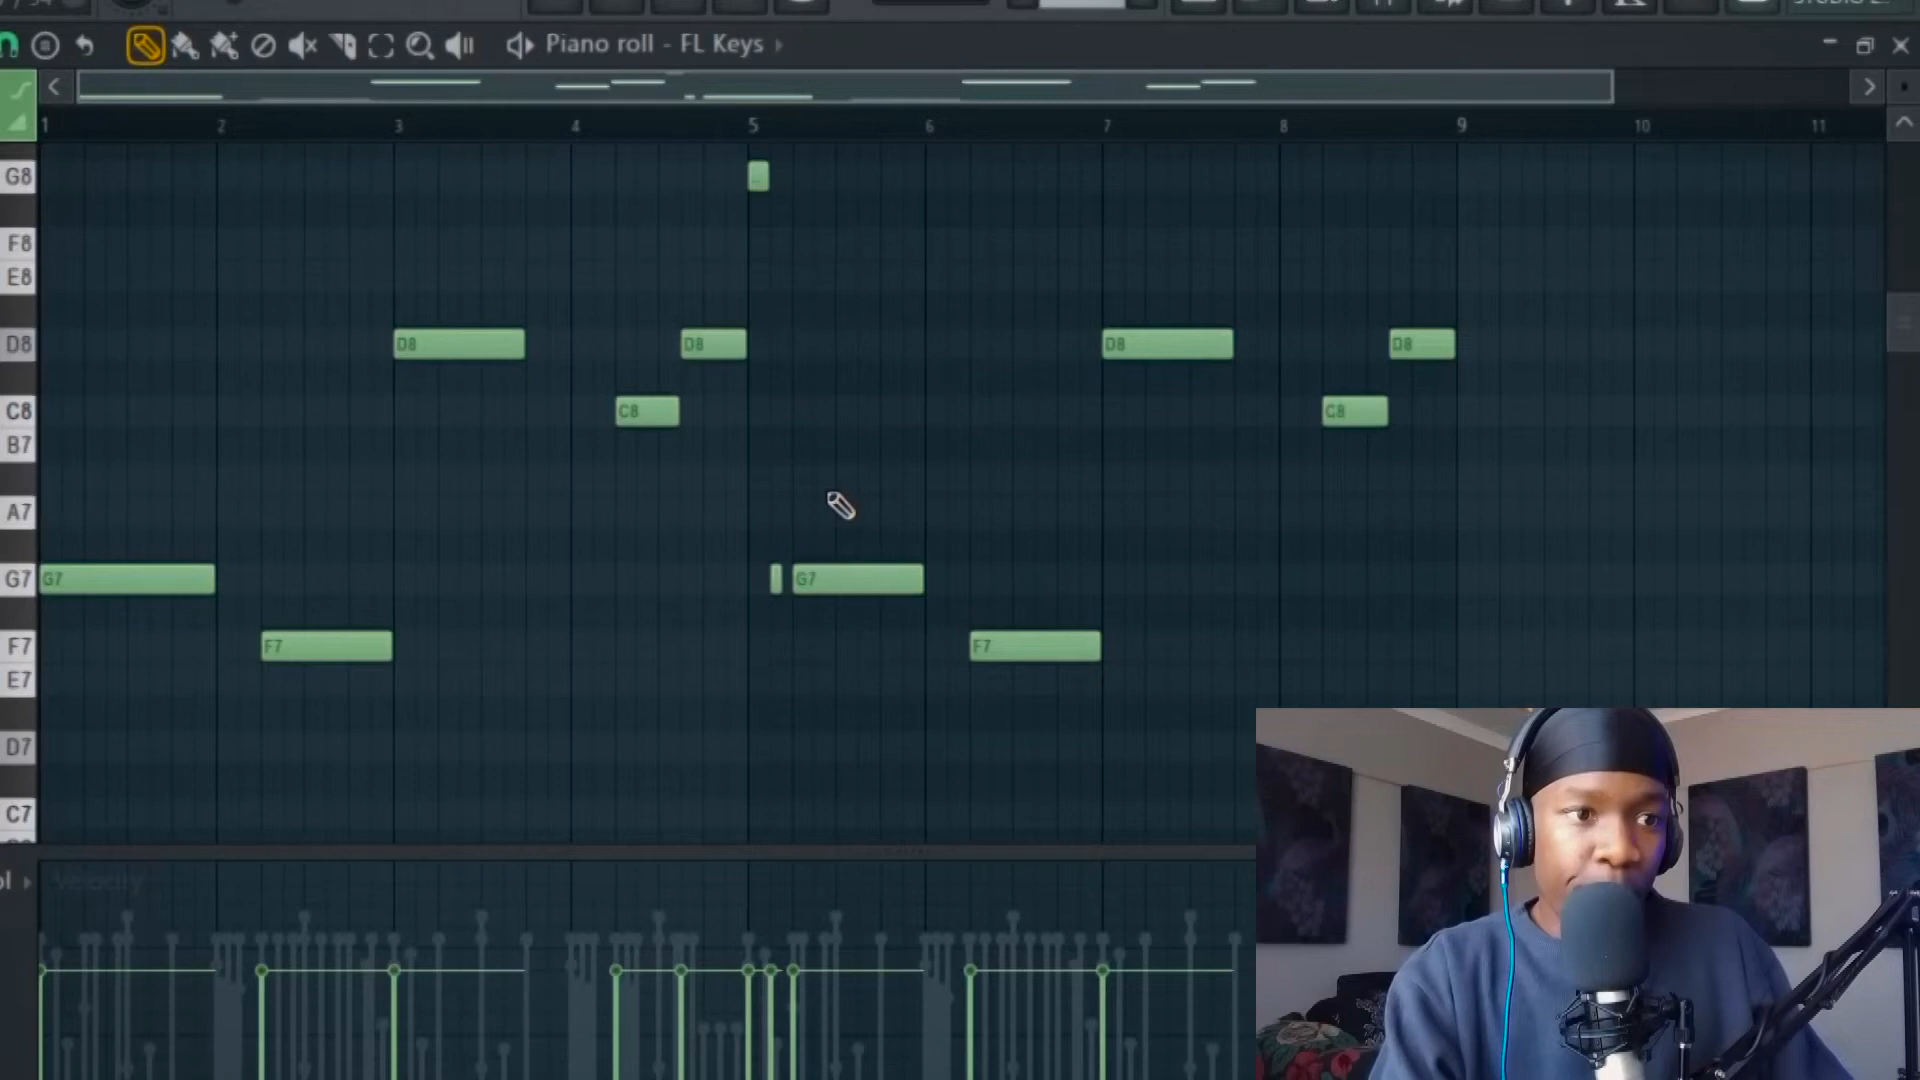 Piano roll - FL Keys
1 2 3 4 5 6 7 8 9 10 11
G8
F8
E8
D8 D8 D8 D8 D8
C8 C8 C8
B7
A7
G7 G7 G7
F7 F7 F7
E7
D7
C7
Velocity